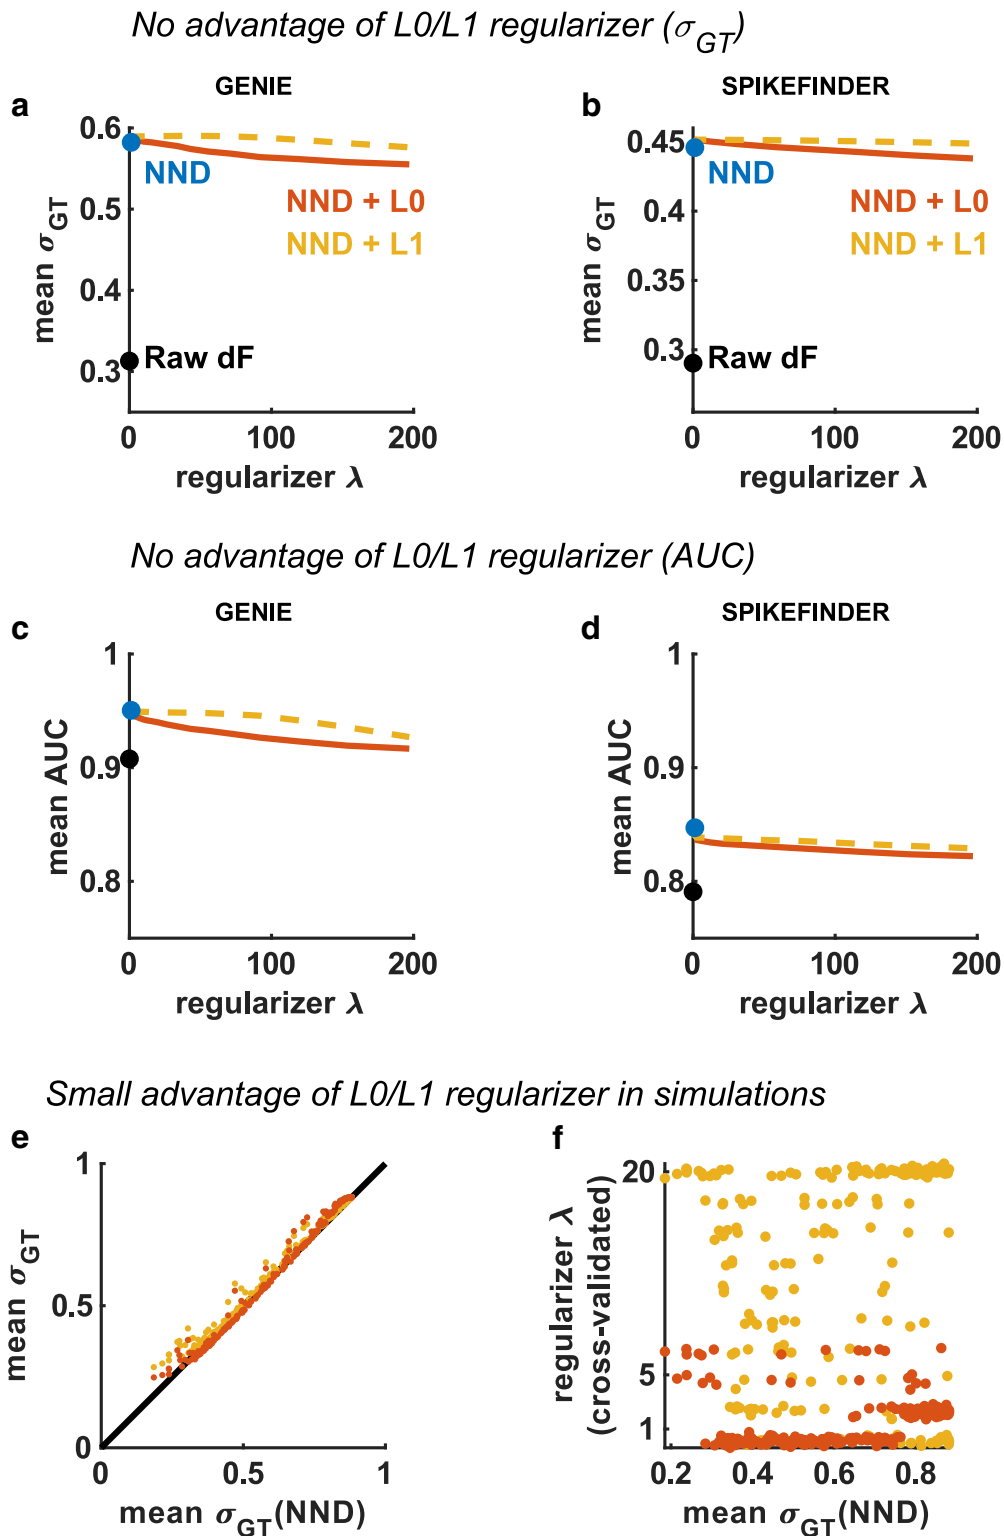 No advantage of L0/L1 regularizer (σGT)
a
GENIE
b
SPIKEFINDER
0.6
0.5
0.4
0.3
mean σGT
NND
NND + L0
NND + L1
Raw dF
0
100
200
regularizer λ
0.45
0.4
0.35
0.3
mean σGT
NND
NND + L0
NND + L1
Raw dF
0
100
200
regularizer λ
No advantage of L0/L1 regularizer (AUC)
c
GENIE
d
SPIKEFINDER
1
0.9
0.8
mean AUC
0
100
200
regularizer λ
1
0.9
0.8
mean AUC
0
100
200
regularizer λ
Small advantage of L0/L1 regularizer in simulations
e
f
1
0.5
0
mean σGT
0
0.5
1
mean σGT(NND)
20
5
1
regularizer λ
(cross-validated)
0.2
0.4
0.6
0.8
mean σGT(NND)